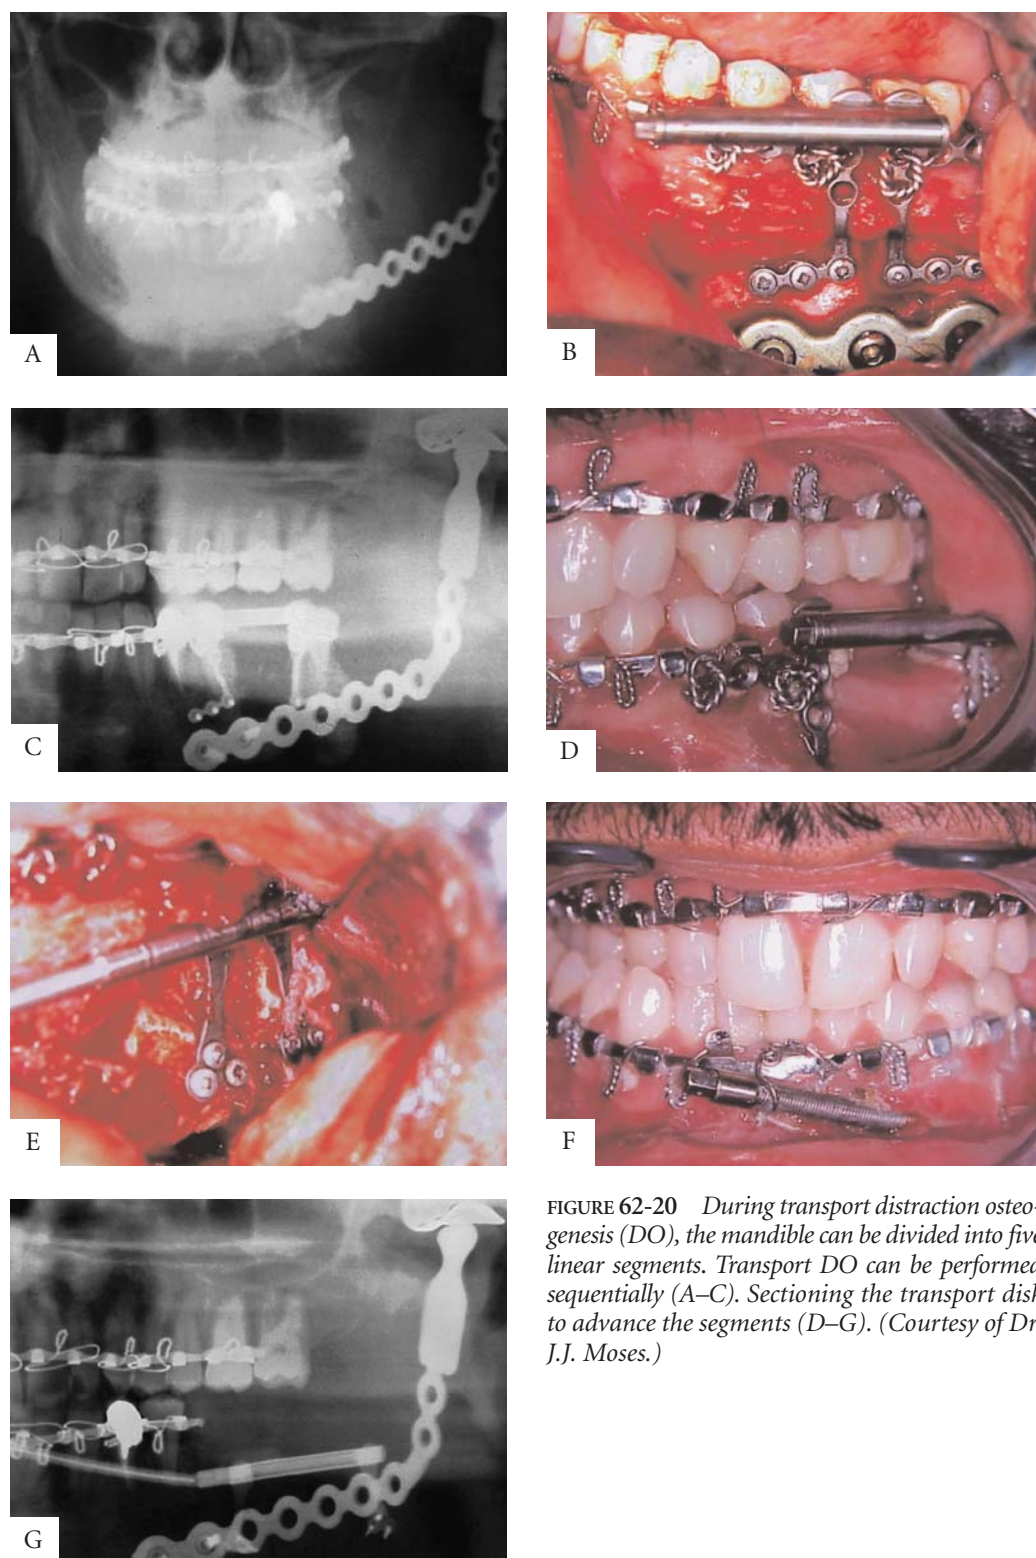 A
B
C
D
E
F
G
FIGURE 62-20 During transport distraction osteo-
genesis (DO), the mandible can be divided into five
linear segments. Transport DO can be performed
sequentially (A–C). Sectioning the transport disk
to advance the segments (D–G). (Courtesy of Dr
J.J. Moses.)